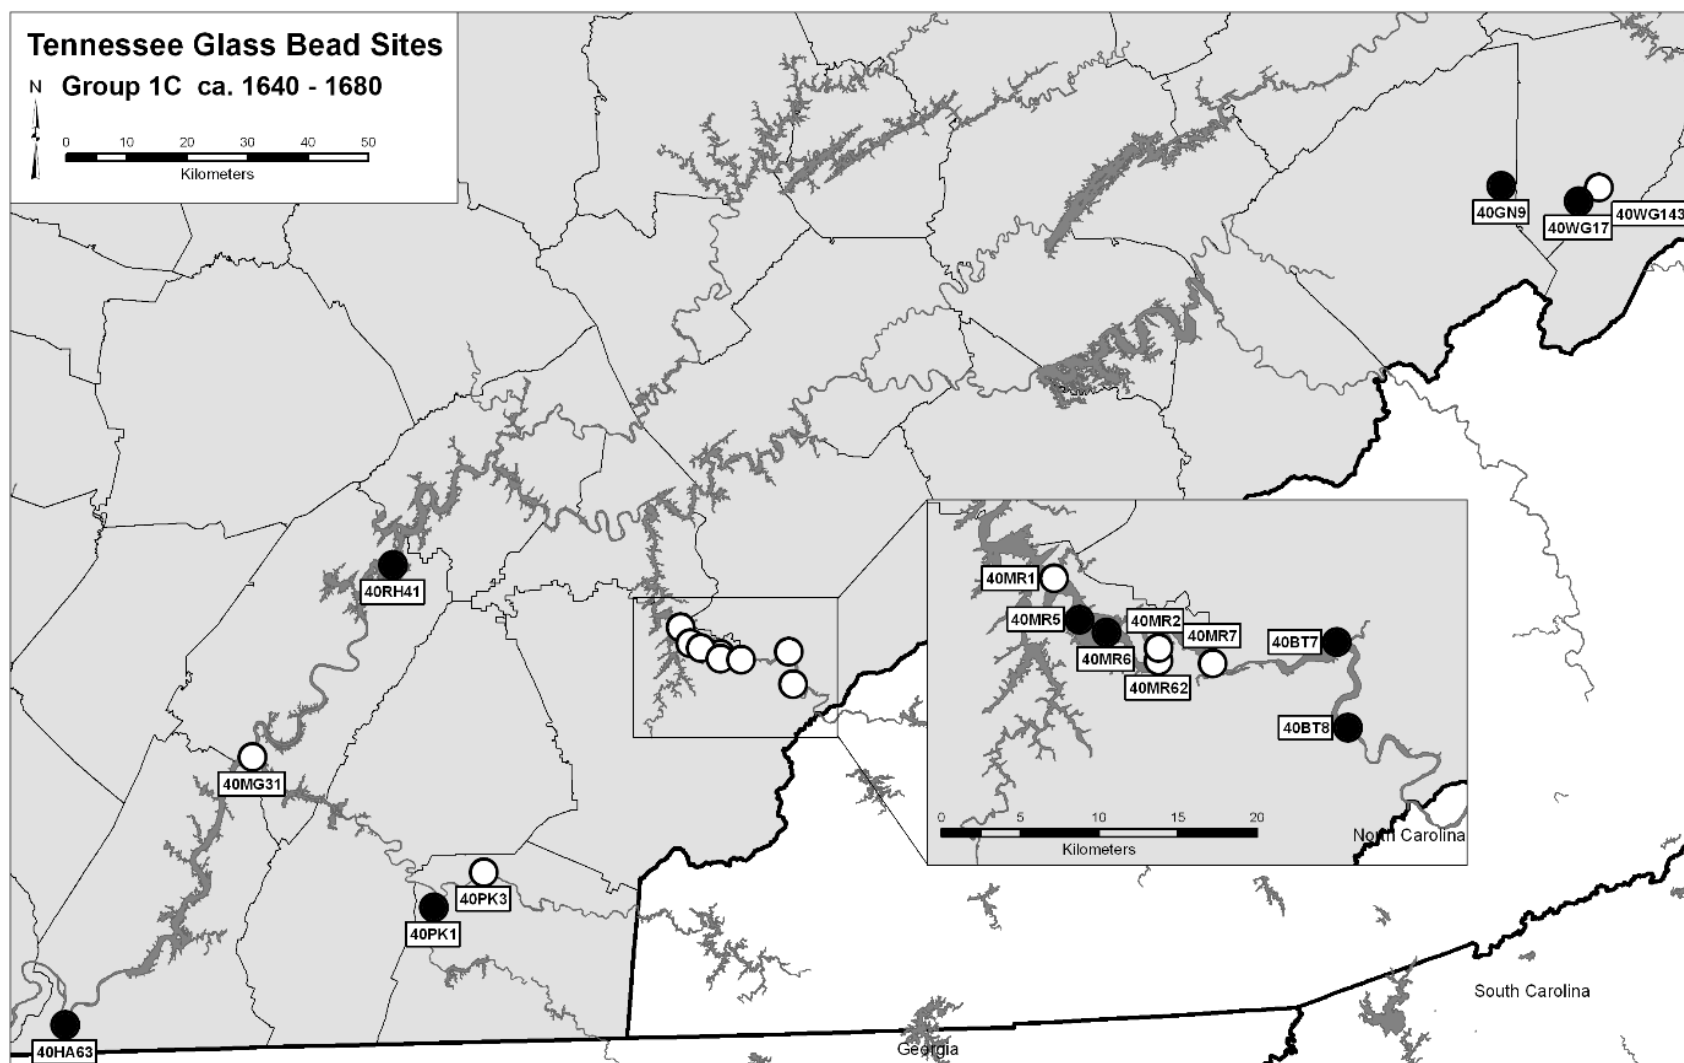 Tennessee Glass Bead Sites
N Group 1C ca. 1640 - 1680
0 10 20 30 40 50
Kilometers
40GN9
40WG17
40WG143
40RH41
40MR1
40MR5
40MR2
40MR7
40MR6
40BT7
40MR62
40BT8
40MG31
0 5 10 15 20
Kilometers
North Carolina
40PK3
40PK1
South Carolina
40HA63
Georgia